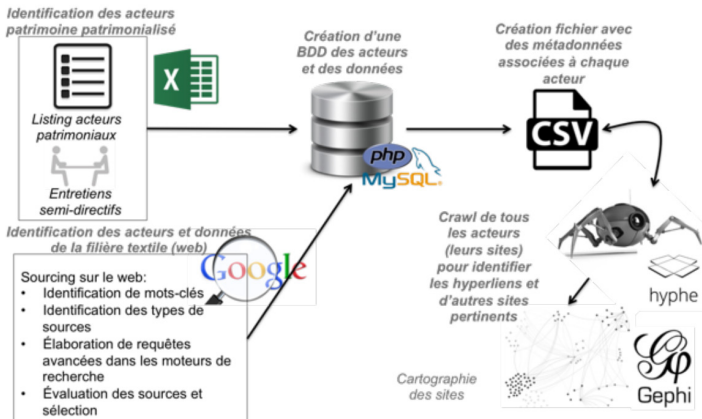 Identification des acteurs
patrimoine patrimonialisé
Listing acteurs
patrimoniaux
Entretiens
semi-directifs
Création d'une
BDD des acteurs
et des données
php
MySQL
Création fichier avec
des métadonnées
associées à chaque
acteur
CSV
Identification des acteurs et données
de la filière textile (web)
Google
Sourcing sur le web:
• Identification de mots-clés
• Identification des types de
sources
• Élaboration de requêtes
avancées dans les moteurs de
recherche
• Évaluation des sources et
sélection
Crawl de tous
les acteurs
(leurs sites)
pour identifier
les hyperliens et
d'autres sites
pertinents
hyphe
Cartographie
des sites
Gephi